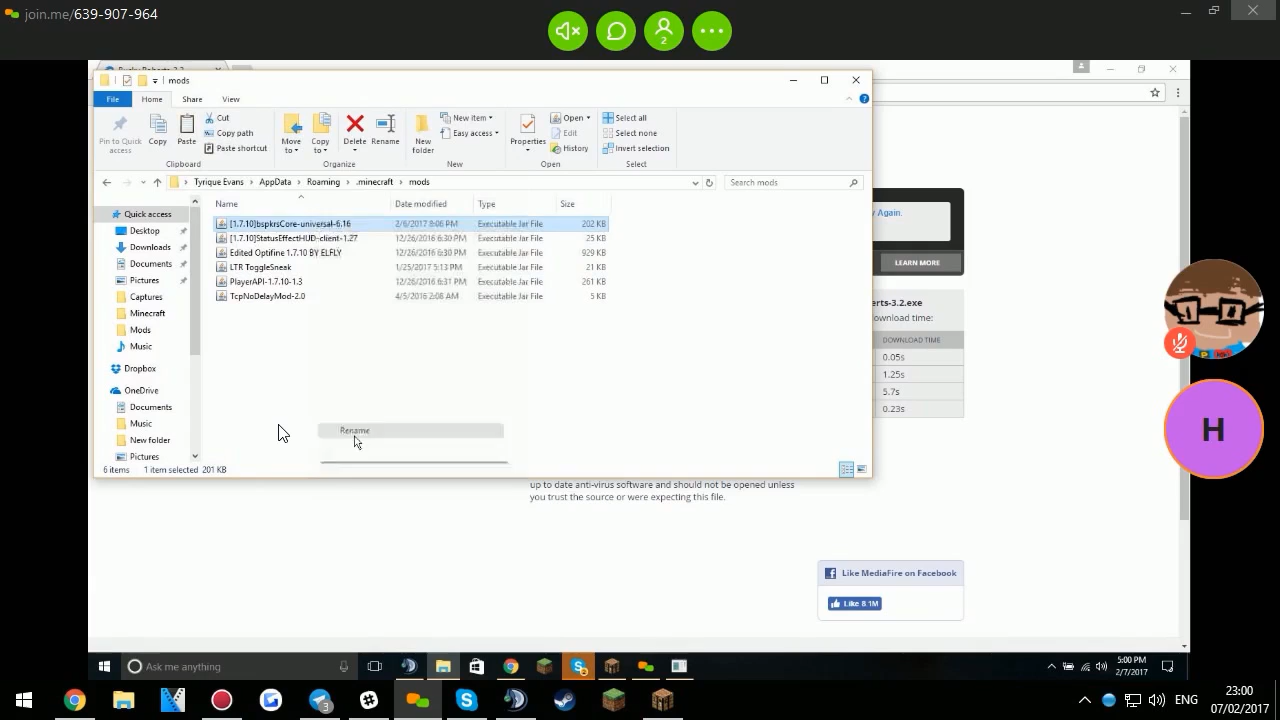 join.me/639-907-964
2
mods
File Home Share View
Pin to Quick access
Copy
Paste
Cut
Copy path
Paste shortcut
Clipboard
Move to
Copy to
Delete
Rename
Organize
New folder
New item
Easy access
New
Properties
Open
Edit
History
Open
Select all
Select none
Invert selection
Select
Tyrique Evans > AppData > Roaming > .minecraft > mods
Search mods
Name Date modified Type Size
[1.7.10]bspkrsCore-universal-6.16 2/6/2017 8:06 PM Executable Jar File 202 KB
[1.7.10]StatusEffectHUD-client-1.27 12/26/2016 6:30 PM Executable Jar File 25 KB
Edited Optifine 1.7.10 BY ELFLY 12/26/2016 6:30 PM Executable Jar File 929 KB
LTR ToggleSneak 1/25/2017 5:13 PM Executable Jar File 21 KB
PlayerAPI-1.7.10-1.3 12/26/2016 6:31 PM Executable Jar File 261 KB
TcpNoDelayMod-2.0 4/5/2016 2:08 AM Executable Jar File 5 KB
Quick access
Desktop
Downloads
Documents
Pictures
Captures
Minecraft
Mods
Music
Dropbox
OneDrive
Documents
Music
New folder
Pictures
Rename
6 items 1 item selected 201 KB
y Again.
LEARN MORE
erts-3.2.exe
ownload time:
DOWNLOAD TIME
0.05s
1.25s
5.7s
0.23s
up to date anti-virus software and should not be opened unless
you trust the source or were expecting this file.
Like MediaFire on Facebook
Like 8.1M
H
Ask me anything
2
5:00 PM
2/7/2017
3
ENG
23:00
07/02/2017